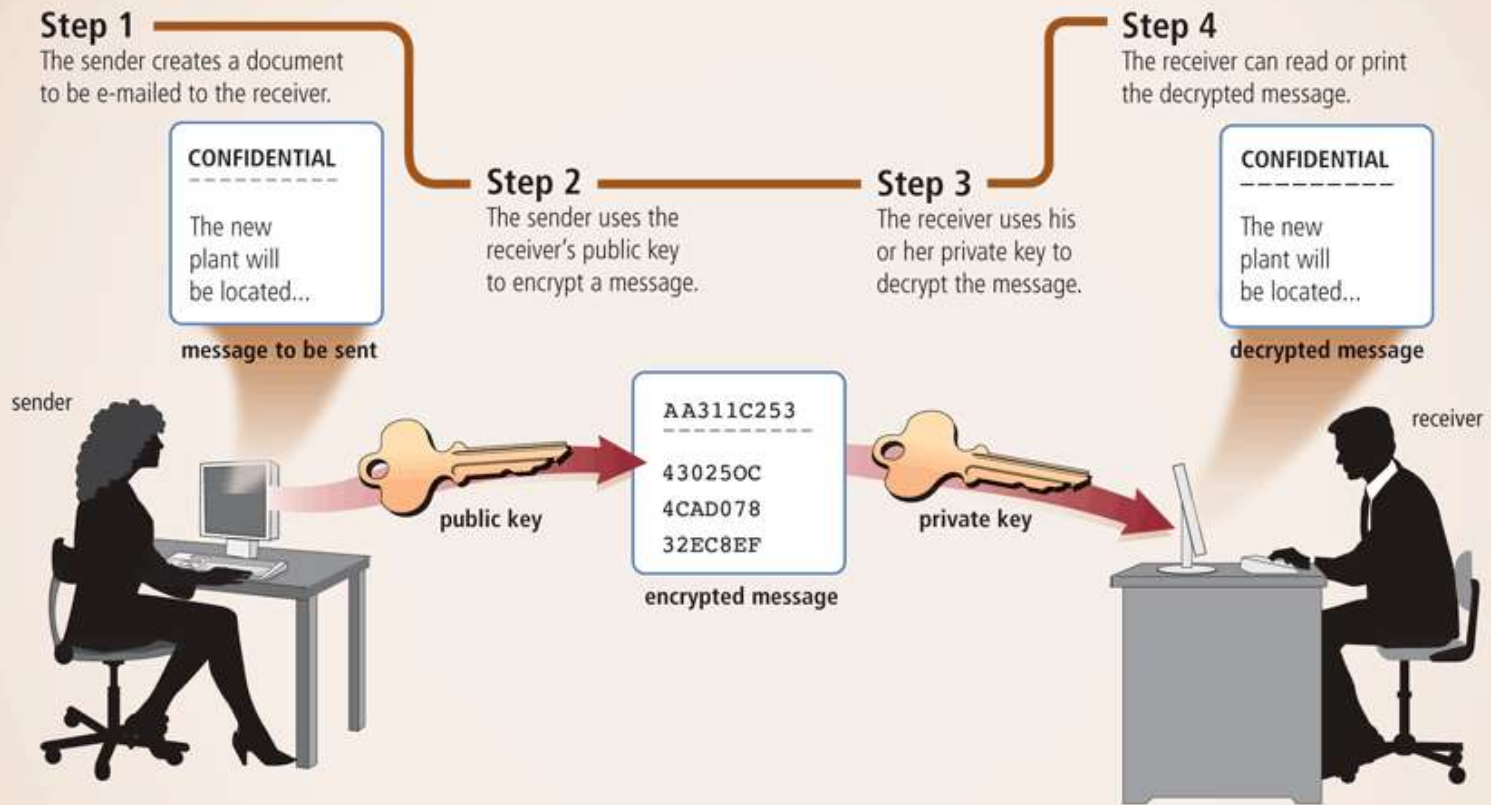 Step 1
The sender creates a document
to be e-mailed to the receiver.
CONFIDENTIAL
The new
plant will
be located...
message to be sent
sender
Step 2
The sender uses the
receiver's public key
to encrypt a message.
public key
AA311C253
43025OC
4CAD078
32EC8EF
encrypted message
Step 3
The receiver uses his
or her private key to
decrypt the message.
private key
Step 4
The receiver can read or print
the decrypted message.
CONFIDENTIAL
The new
plant will
be located...
decrypted message
receiver